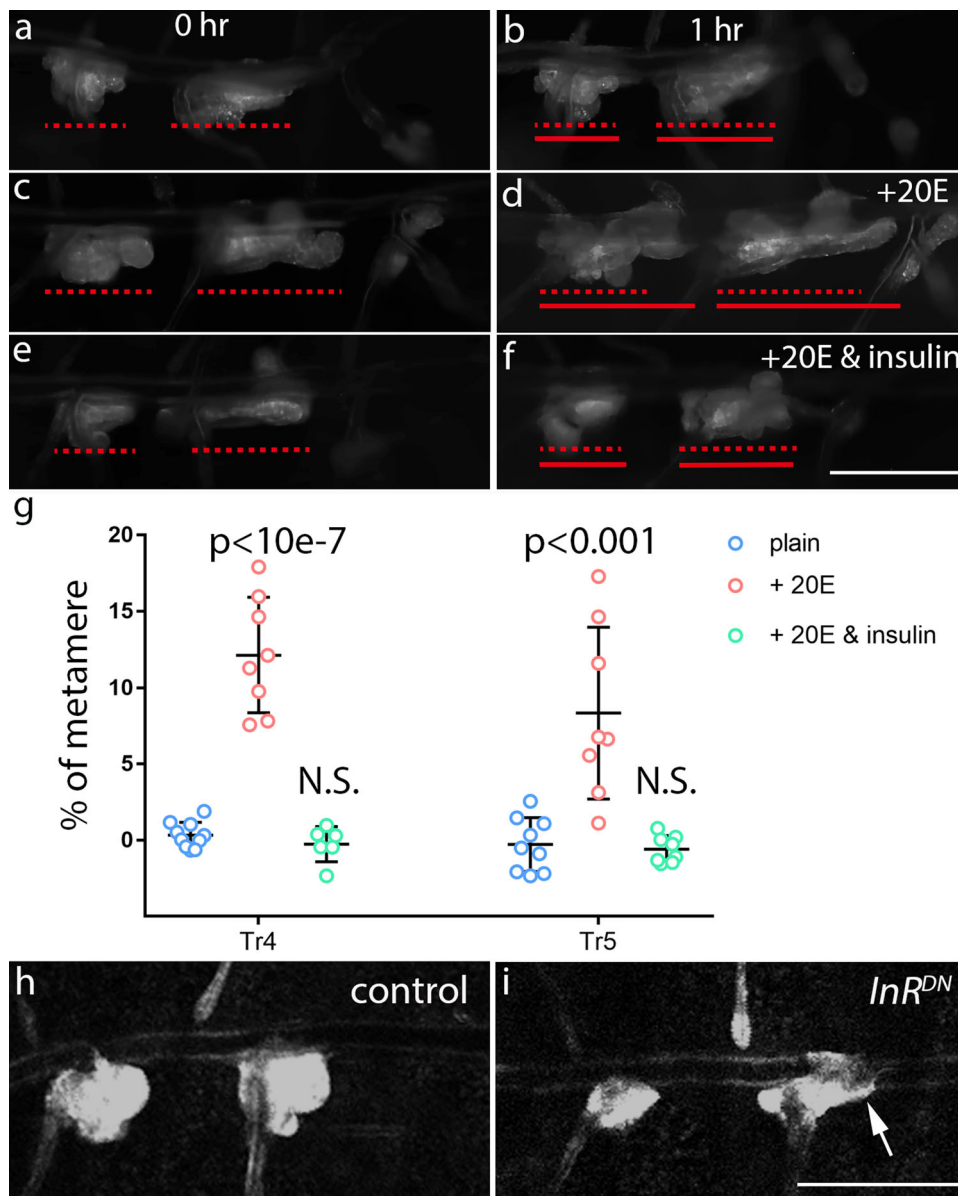 a
0 hr
b
1 hr
c
d
+20E
e
f
+20E & insulin
g
% of metamere
20
15
10
5
0
p<10e-7
N.S.
p<0.001
N.S.
plain
+ 20E
+ 20E & insulin
Tr4
Tr5
h
control
i
InR^DN